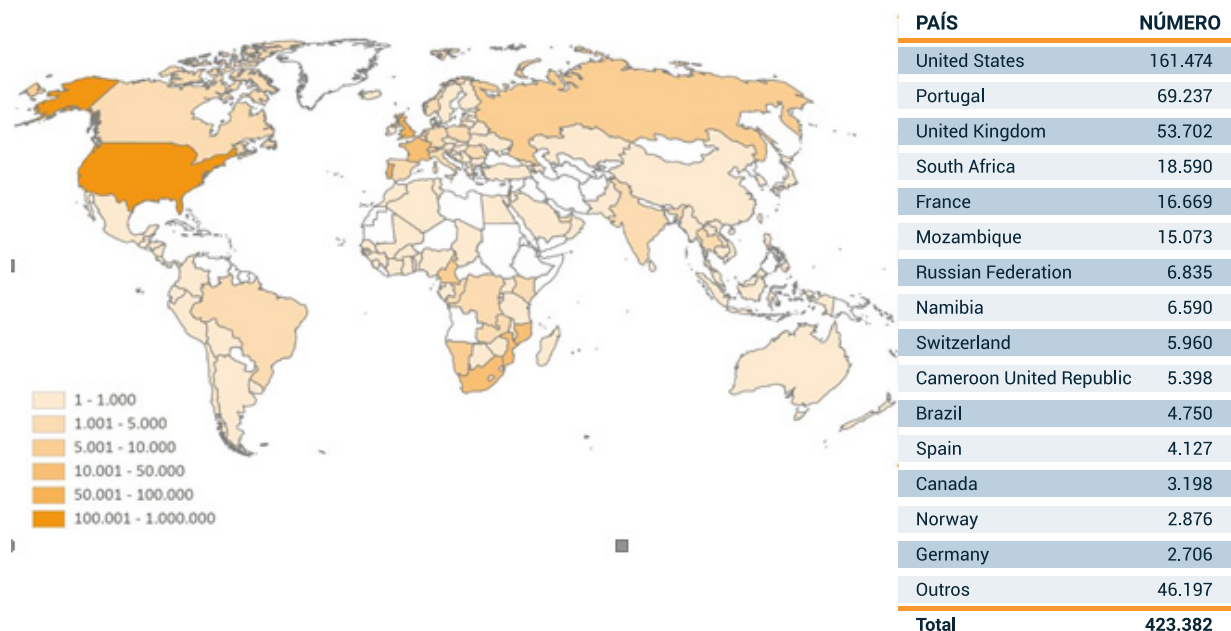 PAÍS NÚMERO
United States 161.474
Portugal 69.237
United Kingdom 53.702
South Africa 18.590
France 16.669
Mozambique 15.073
Russian Federation 6.835
Namibia 6.590
Switzerland 5.960
Cameroon United Republic 5.398
Brazil 4.750
Spain 4.127
Canada 3.198
Norway 2.876
Germany 2.706
Outros 46.197
Total 423.382
1 - 1.000
1.001 - 5.000
5.001 - 10.000
10.001 - 50.000
50.001 - 100.000
100.001 - 1.000.000